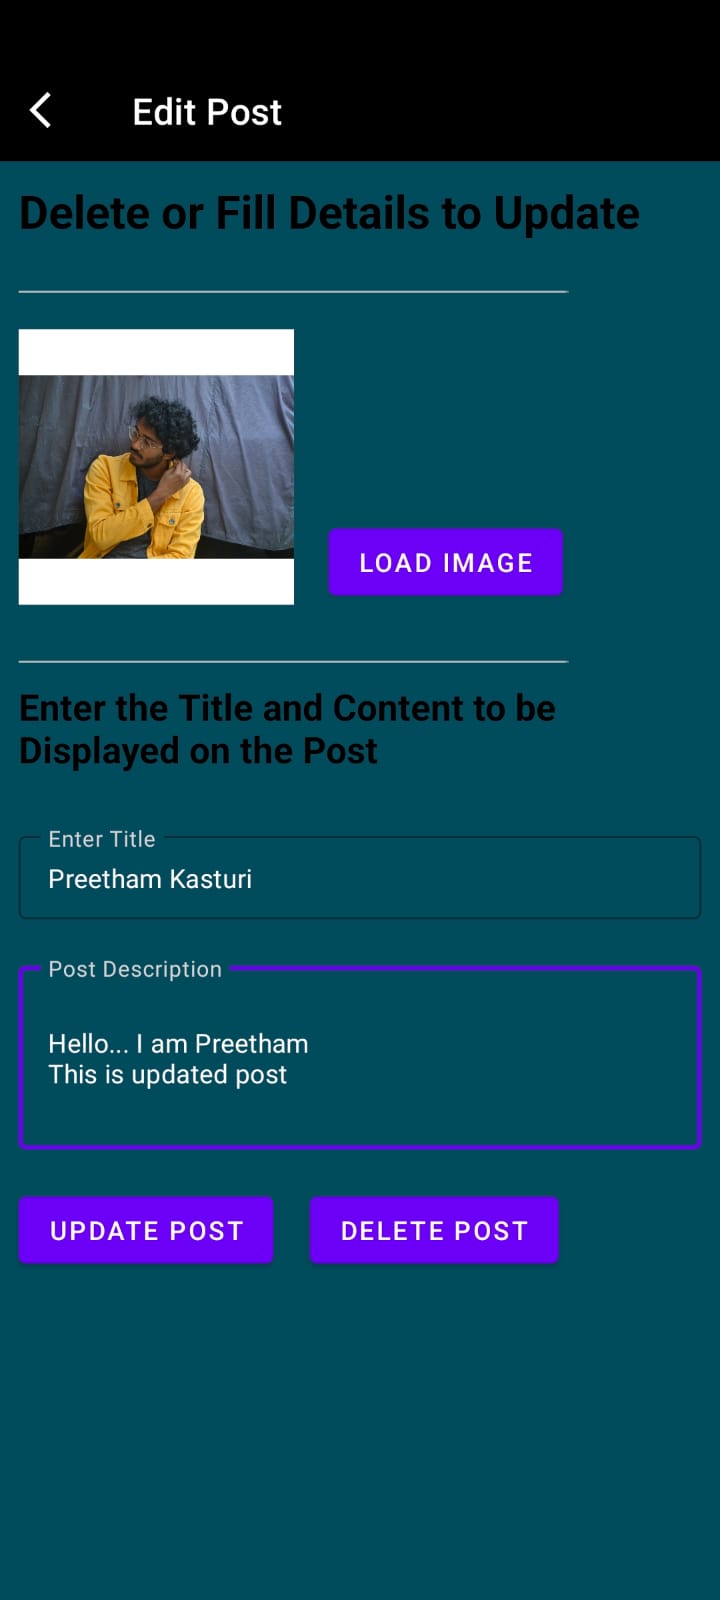 Edit Post
Delete or Fill Details to Update
LOAD IMAGE
Enter the Title and Content to be
Displayed on the Post
Enter Title
Preetham Kasturi
Post Description
Hello... I am Preetham
This is updated post
UPDATE POST
DELETE POST